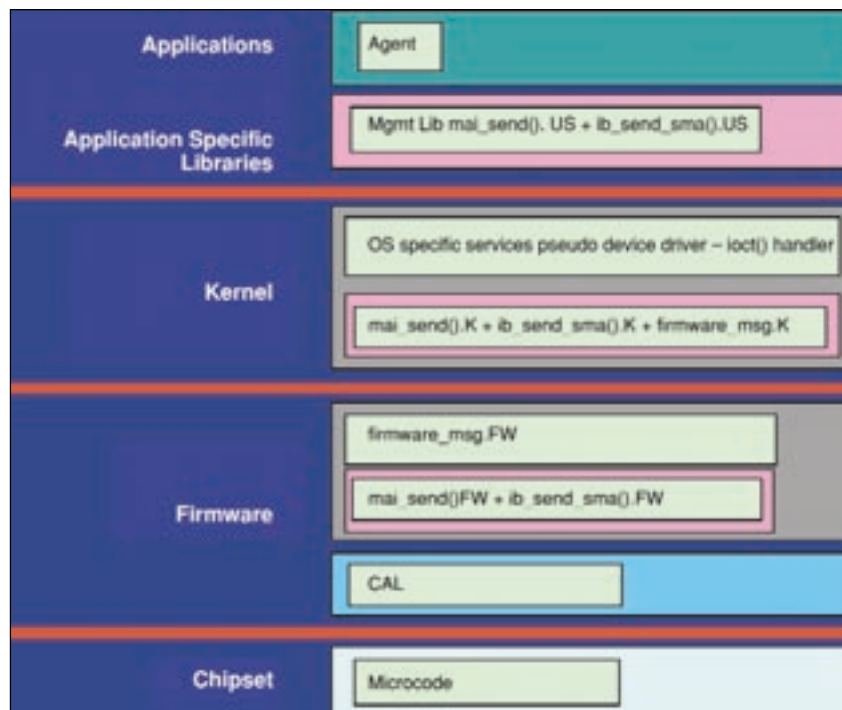 Applications
Agent
Application Specific
Libraries
Mgmt Lib mai_send(). US + ib_send_sma().US
Kernel
OS specific services pseudo device driver – ioct() handler
mai_send().K + ib_send_sma().K + firmware_msg.K
Firmware
firmware_msg.FW
mai_send()FW + ib_send_sma().FW
CAL
Chipset
Microcode